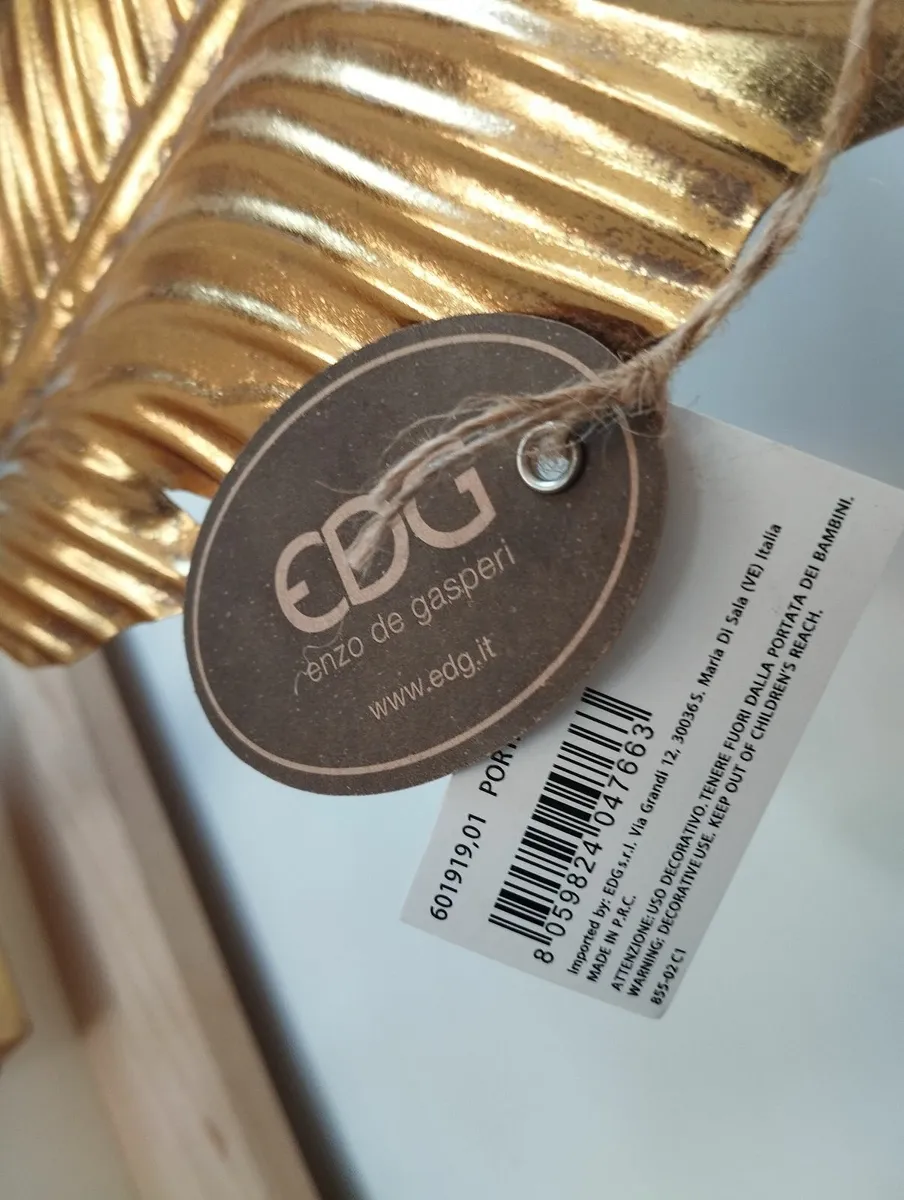 EDG
enzo de gasperi
www.edg.it
601919,01
8 059824 047663
Imported by: EDG s.r.l. Via Grandi 12, 30036 S. Maria Di Sala (VE) Italia
MADE IN P.R.C.
ATTENZIONE: USO DECORATIVO. TENERE FUORI DALLA PORTATA DEI BAMBINI.
WARNING: DECORATIVE USE. KEEP OUT OF CHILDREN'S REACH.
855-02 C1